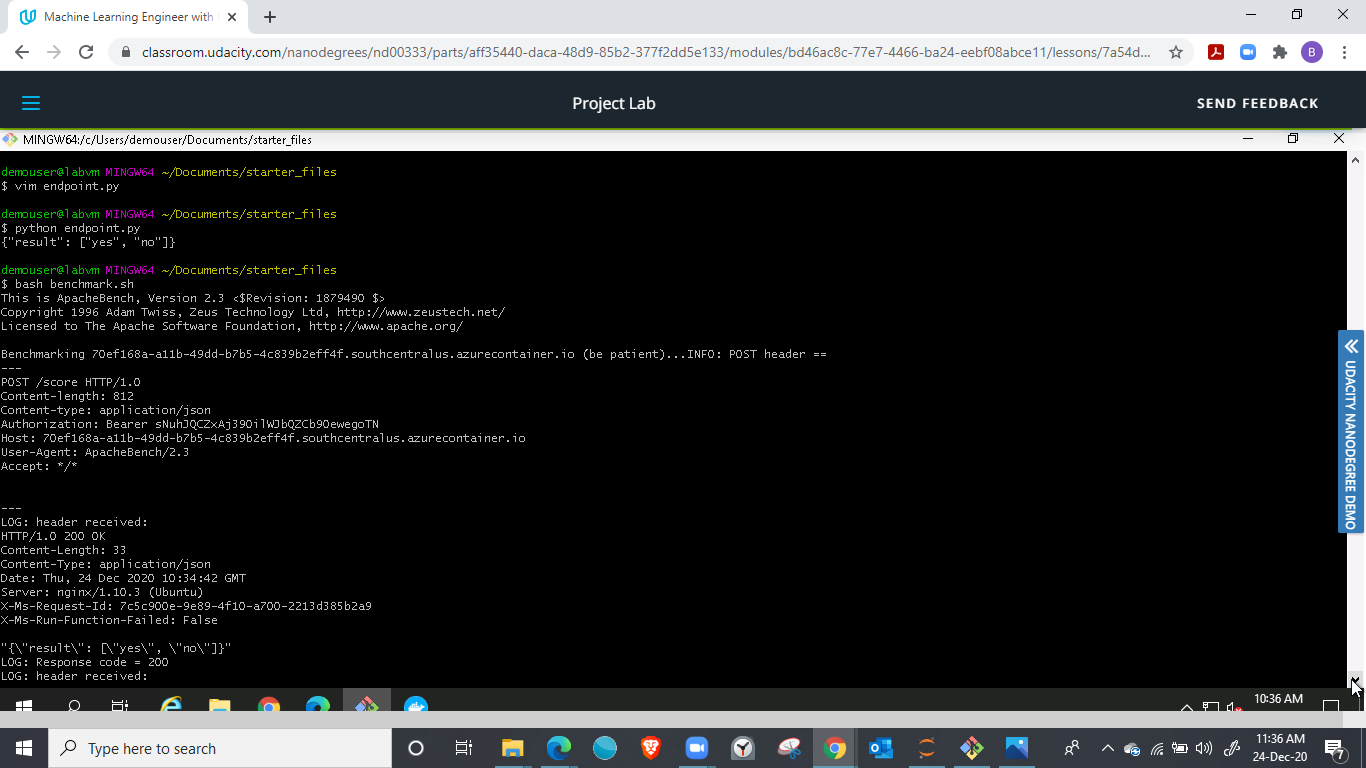 Machine Learning Engineer with
classroom.udacity.com/nanodegrees/nd00333/parts/aff35440-daca-48d9-85b2-377f2dd5e133/modules/bd46ac8c-77e7-4466-ba24-eebf08abce11/lessons/7a54d...
B
Project Lab
SEND FEEDBACK
MINGW64:/c/Users/demouser/Documents/starter_files
demouser@labvm MINGW64 ~/Documents/starter_files
$ vim endpoint.py
demouser@labvm MINGW64 ~/Documents/starter_files
$ python endpoint.py
{"result": ["yes", "no"]}
demouser@labvm MINGW64 ~/Documents/starter_files
$ bash benchmark.sh
This is ApacheBench, Version 2.3 <$Revision: 1879490 $>
Copyright 1996 Adam Twiss, Zeus Technology Ltd, http://www.zeustech.net/
Licensed to The Apache Software Foundation, http://www.apache.org/
Benchmarking 70ef168a-a11b-49dd-b7b5-4c839b2eff4f.southcentralus.azurecontainer.io (be patient)...INFO: POST header ==
---
POST /score HTTP/1.0
Content-length: 812
Content-type: application/json
Authorization: Bearer sNuhJQCZxAj390ilWJbQZCb90ewegoTN
Host: 70ef168a-a11b-49dd-b7b5-4c839b2eff4f.southcentralus.azurecontainer.io
User-Agent: ApacheBench/2.3
Accept: */*
---
LOG: header received:
HTTP/1.0 200 OK
Content-Length: 33
Content-Type: application/json
Date: Thu, 24 Dec 2020 10:34:42 GMT
Server: nginx/1.10.3 (Ubuntu)
X-Ms-Request-Id: 7c5c900e-9e89-4f10-a700-2213d385b2a9
X-Ms-Run-Function-Failed: False
"{\"result\": [\"yes\", \"no\"]}"
LOG: Response code = 200
LOG: header received:
UDACITY NANODEGREE DEMO
10:36 AM
Type here to search
11:36 AM
24-Dec-20
7